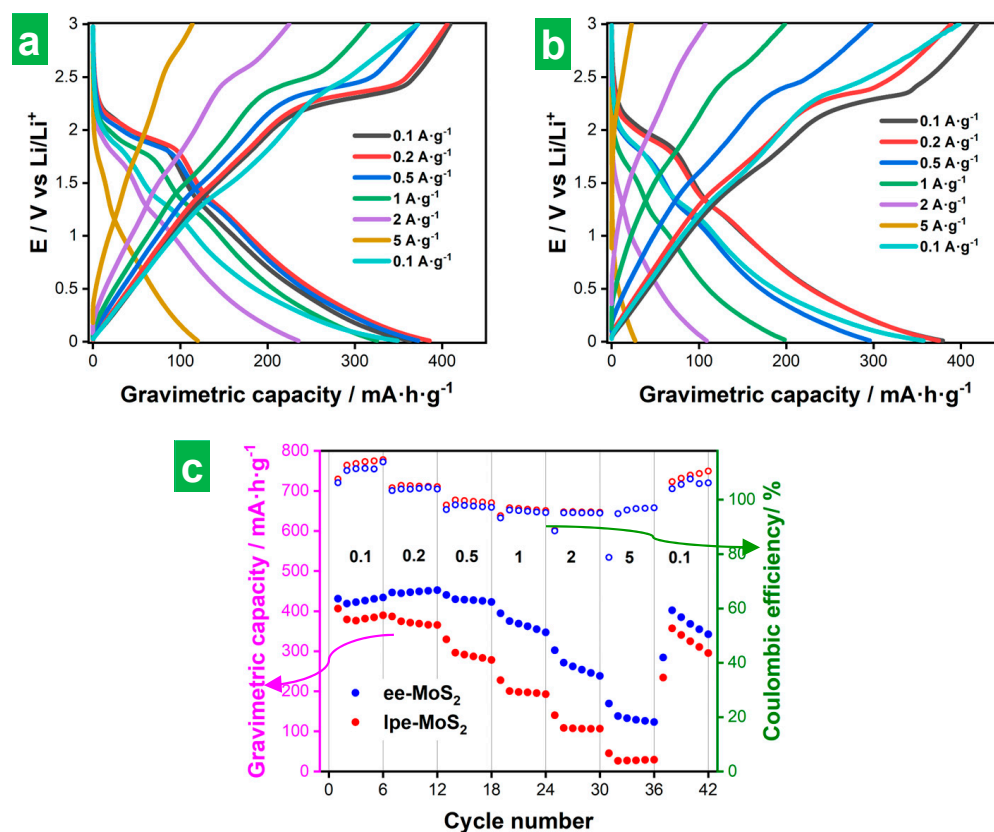 a
3
2.5
2
1.5
1
0.5
0
E / V vs Li/Li⁺
0.1 A·g⁻¹
0.2 A·g⁻¹
0.5 A·g⁻¹
1 A·g⁻¹
2 A·g⁻¹
5 A·g⁻¹
0.1 A·g⁻¹
0 100 200 300 400
Gravimetric capacity / mA·h·g⁻¹
b
3
2.5
2
1.5
1
0.5
0
E / V vs Li/Li⁺
0.1 A·g⁻¹
0.2 A·g⁻¹
0.5 A·g⁻¹
1 A·g⁻¹
2 A·g⁻¹
5 A·g⁻¹
0.1 A·g⁻¹
0 100 200 300 400
Gravimetric capacity / mA·h·g⁻¹
c
800
700
600
500
400
300
200
100
0
Gravimetric capacity / mA·h·g⁻¹
0.1 0.2 0.5 1 2 5 0.1
ee-MoS₂
lpe-MoS₂
100
80
60
40
20
0
Coulombic efficiency/ %
0 6 12 18 24 30 36 42
Cycle number